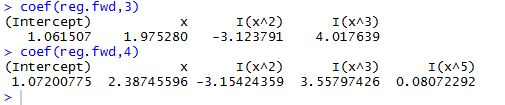 > coef(reg.fwd,3)
(Intercept) x I(x^2) I(x^3)
1.061507 1.975280 -3.123791 4.017639
> coef(reg.fwd,4)
(Intercept) x I(x^2) I(x^3) I(x^5)
1.07200775 2.38745596 -3.15424359 3.55797426 0.08072292
>